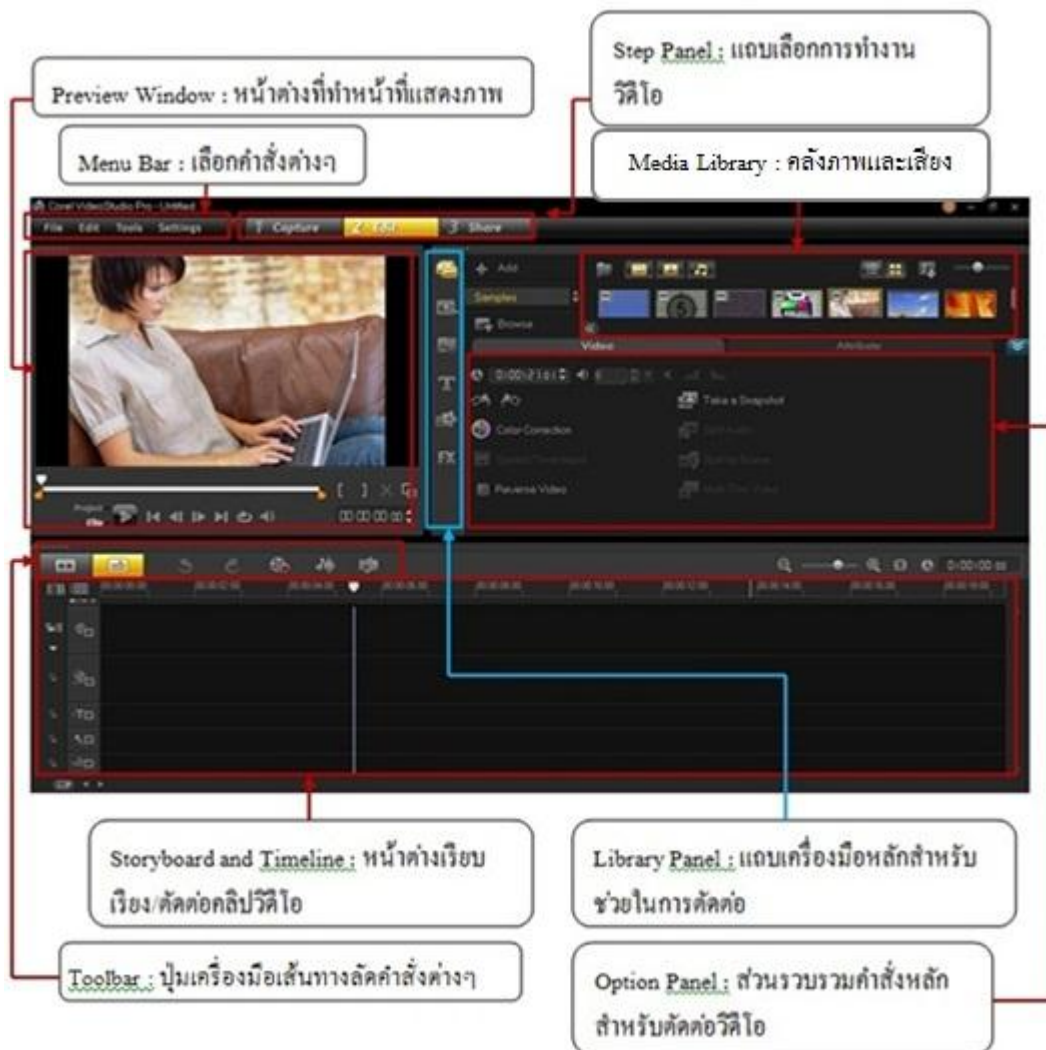 Step Panel : แถบเลือกการทำงาน
วิดีโอ
Preview Window : หน้าต่างที่ทำหน้าที่แสดงภาพ
Menu Bar : เลือกคำสั่งต่างๆ
Media Library : คลังภาพและเสียง
Corel VideoStudio Pro - Untitled
File Edit Tools Settings
1 Capture 2 Edit 3 Share
Add
Samples
Browse
Video Attribute
Take a Snapshot
Color Correction
Reverse Video
Project
00:00:00:00
0:00:00:00
Storyboard and Timeline : หน้าต่างเรียบ
เรียง/ตัดต่อคลิปวิดีโอ
Library Panel : แถบเครื่องมือหลักสำหรับ
ช่วยในการตัดต่อ
Toolbar : ปุ่มเครื่องมือเส้นทางลัดคำสั่งต่างๆ
Option Panel : ส่วนรวบรวมคำสั่งหลัก
สำหรับตัดต่อวิดีโอ